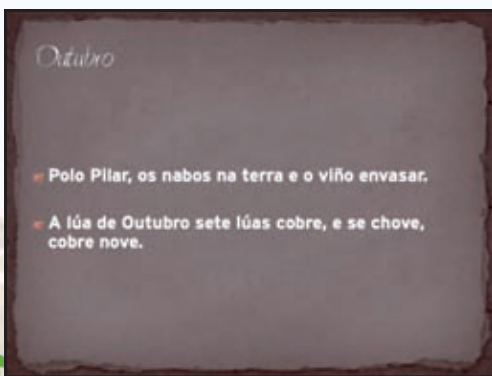 Outubro
Polo Pilar, os nabos na terra e o viño envasar.
A lúa de Outubro sete lúas cobre, e se chove,
cobre nove.